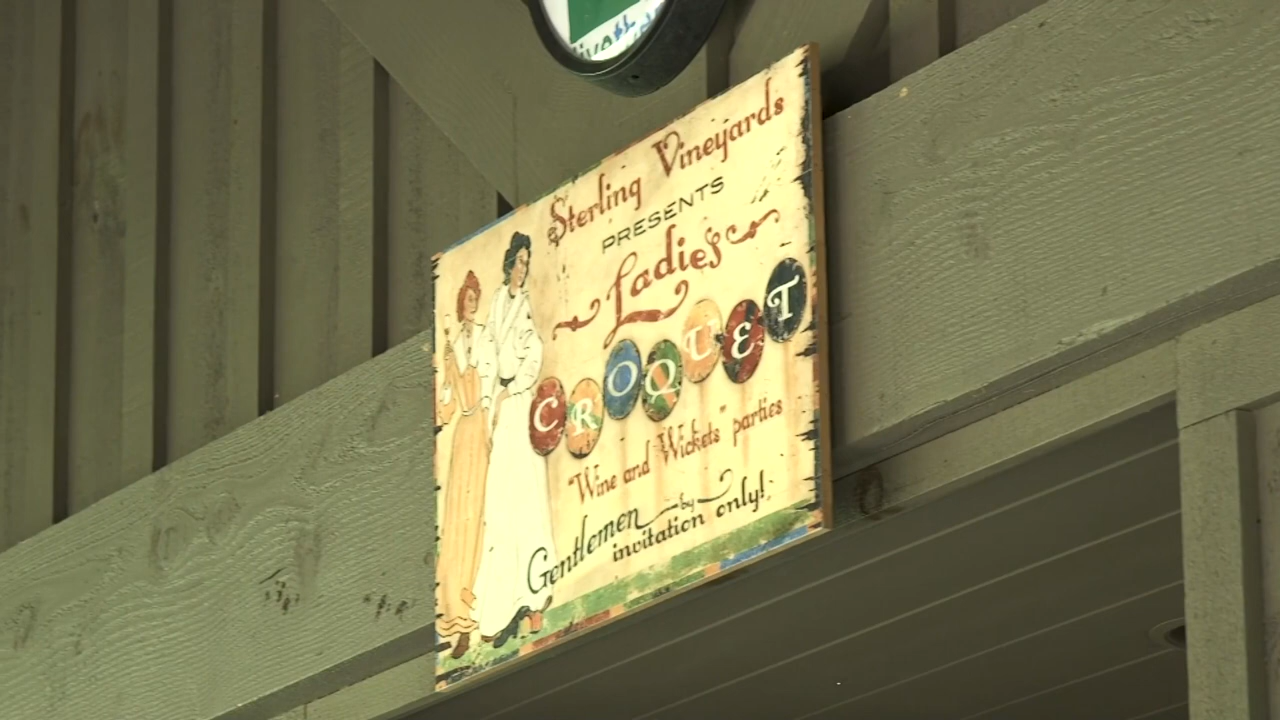 Sterling Vineyards
PRESENTS
Ladies
CROQUET
"Wine and Wickets" parties
Gentlemen by
invitation only!